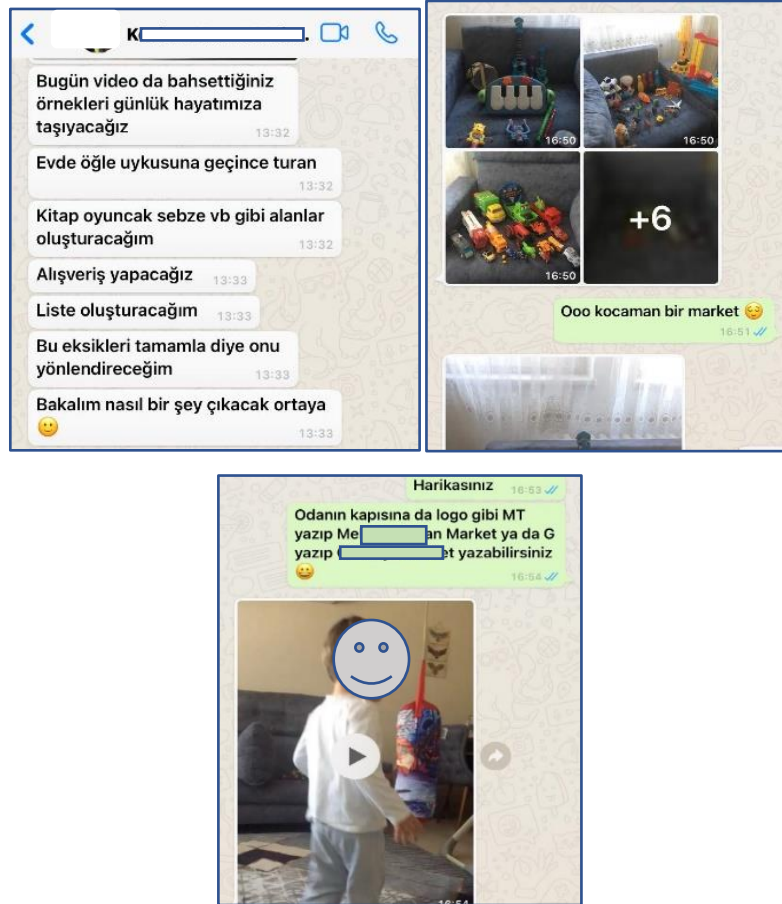 K
Bugün video da bahsettiğiniz
örnekleri günlük hayatımıza
taşıyacağız
13:32
Evde öğle uykusuna geçince turan
13:32
Kitap oyuncak sebze vb gibi alanlar
oluşturacağım
13:32
Alışveriş yapacağız 13:33
Liste oluşturacağım 13:33
Bu eksikleri tamamla diye onu
yönlendireceğim
13:33
Bakalım nasıl bir şey çıkacak ortaya
🙂
13:33
16:50
16:50
16:50
+6
Ooo kocaman bir market 😌
16:51
Harikasınız 16:53
Odanın kapısına da logo gibi MT
yazıp Me an Market ya da G
yazıp et yazabilirsiniz
😀
16:54
16:54